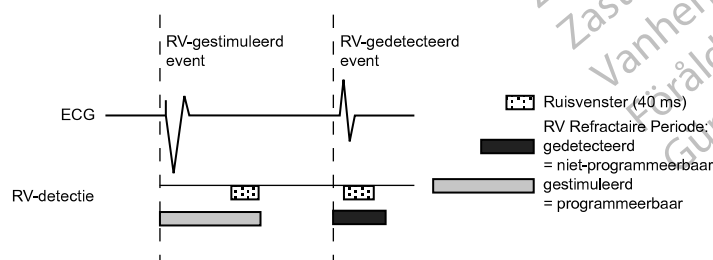 RV-gestimuleerd
event
RV-gedetecteerd
event
ECG
RV-detectie
Ruisvenster (40 ms)
RV Refractaire Periode:
gedetecteerd
= niet-programmeerbaar
gestimuleerd
= programmeerbaar